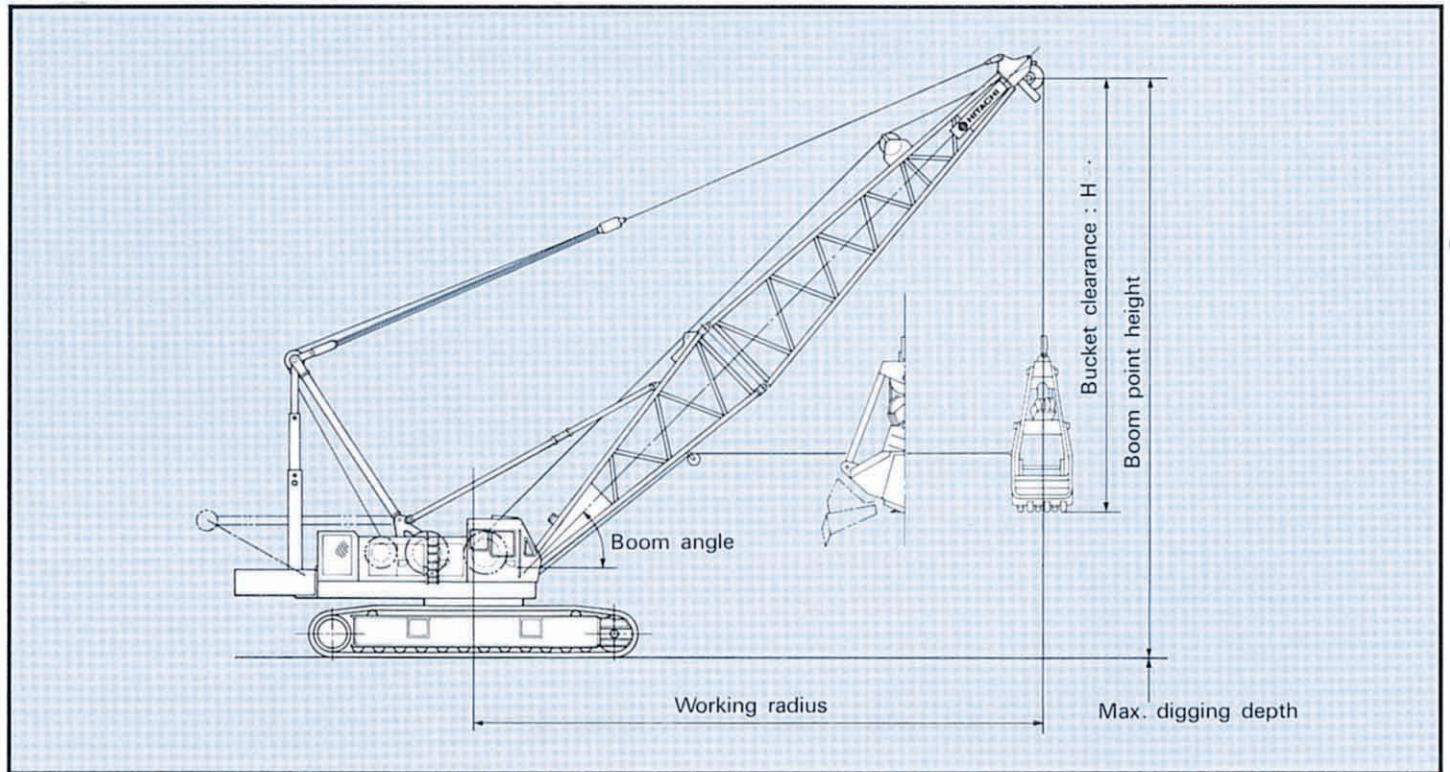 HITACHI
Bucket clearance : H
Boom point height
Boom angle
Working radius
Max. digging depth